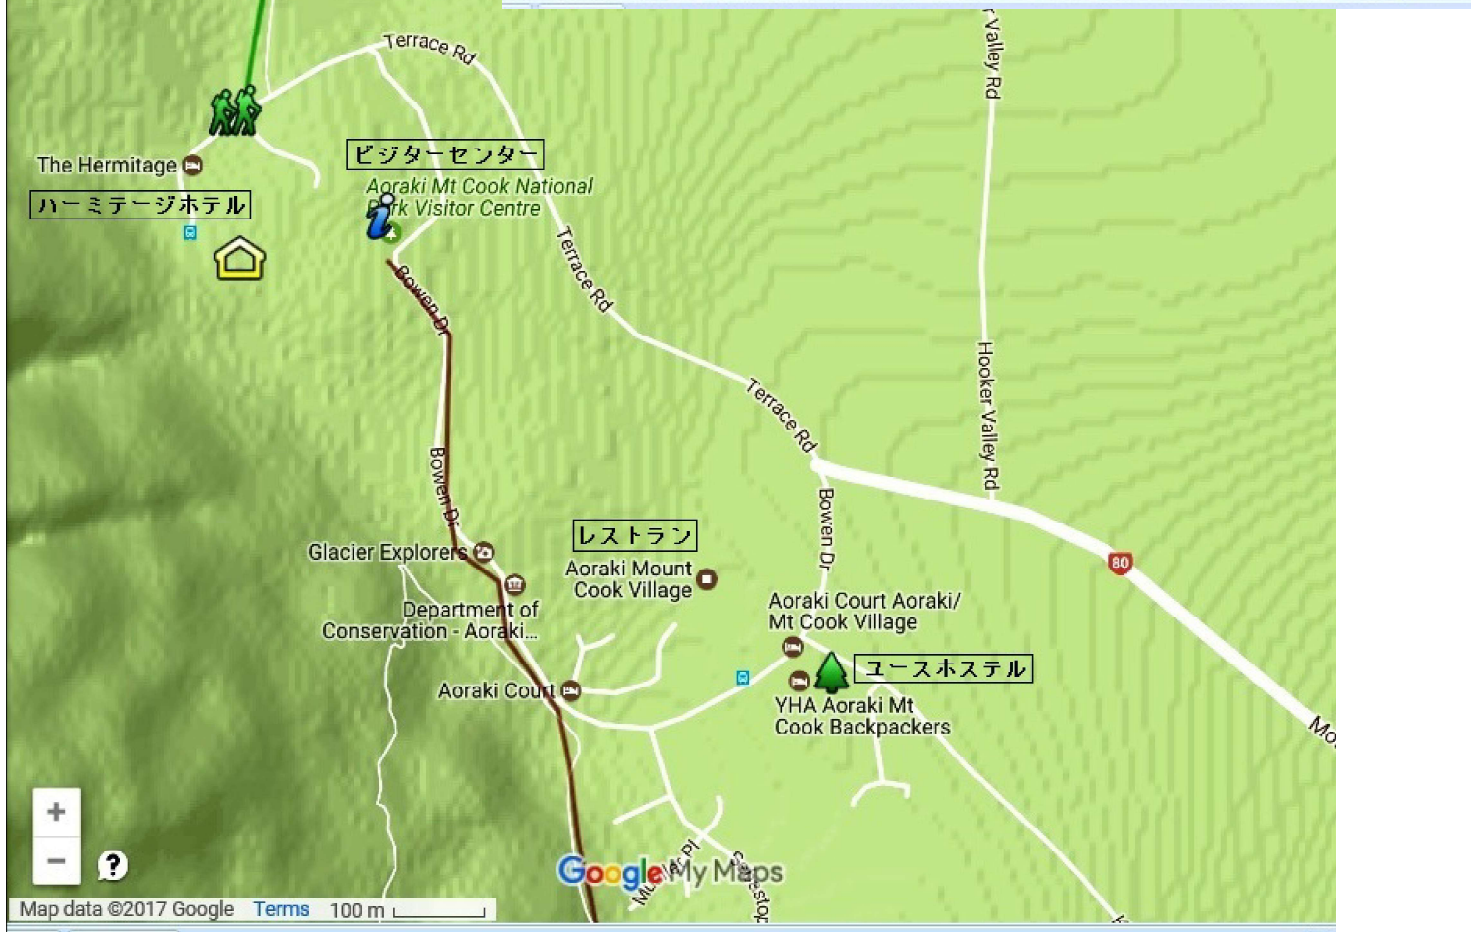 Terrace Rd
r Valley Rd
ビジターセンター
The Hermitage
Aoraki Mt Cook National
Park Visitor Centre
ハーミテージホテル
Terrace Rd
Bowen Dr
Hooker Valley Rd
Terrace Rd
Bowen Dr
Bowen Dr
レストラン
Glacier Explorers
Aoraki Mount
Cook Village
80
Department of
Conservation - Aoraki...
Aoraki Court Aoraki/
Mt Cook Village
ユースホステル
Aoraki Court
YHA Aoraki Mt
Cook Backpackers
Mo
+
−
?
Google My Maps
Map data ©2017 Google Terms 100 m